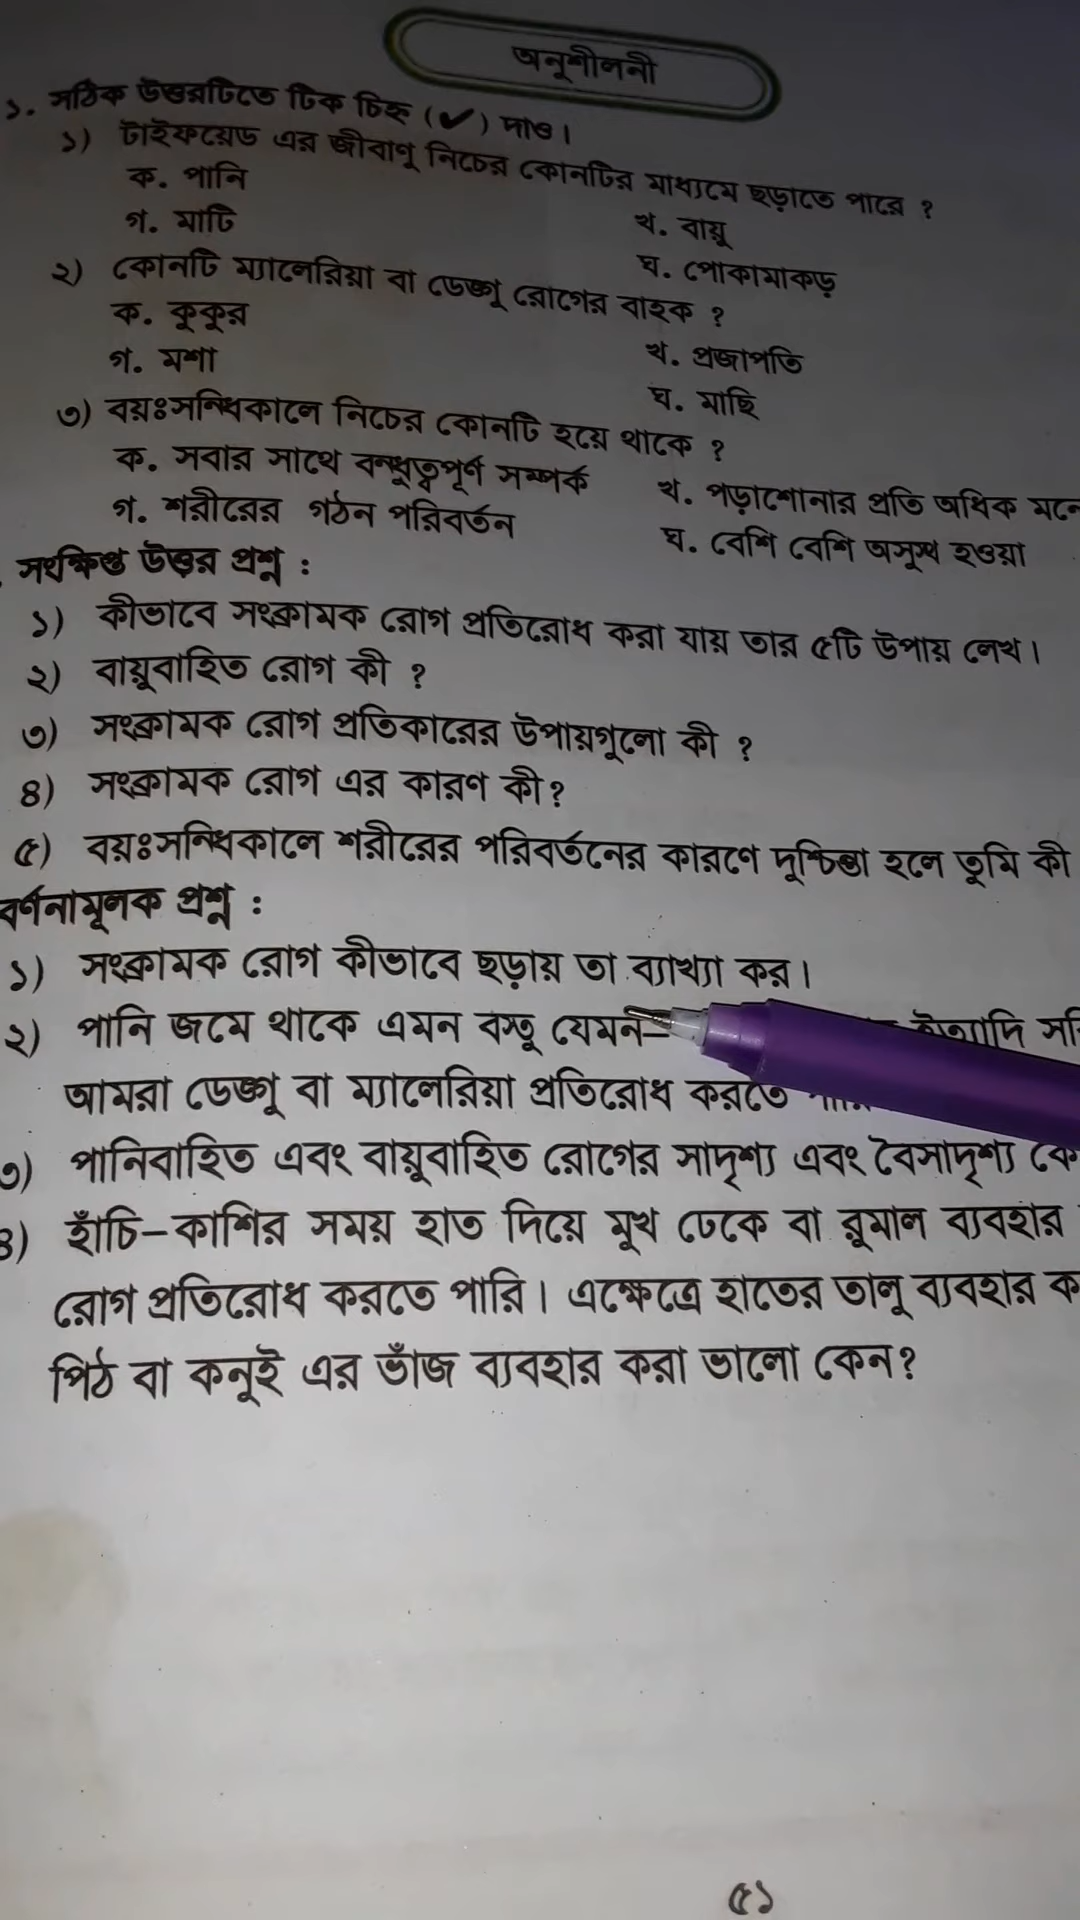 অনুশীলনী
১. সঠিক উত্তরটিতে টিক চিহ্ন (✔) দাও।
১) টাইফয়েড এর জীবাণু নিচের কোনটির মাধ্যমে ছড়াতে পারে ?
ক. পানি
খ. বায়ু
গ. মাটি
ঘ. পোকামাকড়
২) কোনটি ম্যালেরিয়া বা ডেঙ্গু রোগের বাহক ?
ক. কুকুর
খ. প্রজাপতি
গ. মশা
ঘ. মাছি
৩) বয়ঃসন্ধিকালে নিচের কোনটি হয়ে থাকে ?
ক. সবার সাথে বন্ধুত্বপূর্ণ সম্পর্ক
খ. পড়াশোনার প্রতি অধিক
গ. শরীরের গঠন পরিবর্তন
ঘ. বেশি বেশি অসুস্থ হওয়া
সংক্ষিপ্ত উত্তর প্রশ্ন :
১) কীভাবে সংক্রামক রোগ প্রতিরোধ করা যায় তার ৫টি উপায় লেখ।
২) বায়ুবাহিত রোগ কী ?
৩) সংক্রামক রোগ প্রতিকারের উপায়গুলো কী ?
৪) সংক্রামক রোগ এর কারণ কী?
৫) বয়ঃসন্ধিকালে শরীরের পরিবর্তনের কারণে দুশ্চিন্তা হলে তুমি কী
বর্ণনামূলক প্রশ্ন :
১) সংক্রামক রোগ কীভাবে ছড়ায় তা ব্যাখ্যা কর।
২) পানি জমে থাকে এমন বস্তু যেমন– ইত্যাদি
আমরা ডেঙ্গু বা ম্যালেরিয়া প্রতিরোধ করতে
৩) পানিবাহিত এবং বায়ুবাহিত রোগের সাদৃশ্য এবং বৈসাদৃশ্য
৪) হাঁচি–কাশির সময় হাত দিয়ে মুখ ঢেকে বা রুমাল ব্যবহার
রোগ প্রতিরোধ করতে পারি। এক্ষেত্রে হাতের তালু ব্যবহার
পিঠ বা কনুই এর ভাঁজ ব্যবহার করা ভালো কেন?
৫১